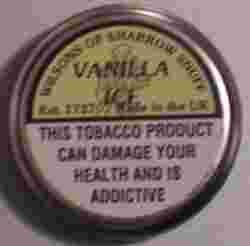 WILSONS OF SHARROW SNUFF
VANILLA
ICE
Est. 1737 Made in the UK
THIS TOBACCO PRODUCT
CAN DAMAGE YOUR
HEALTH AND IS
ADDICTIVE